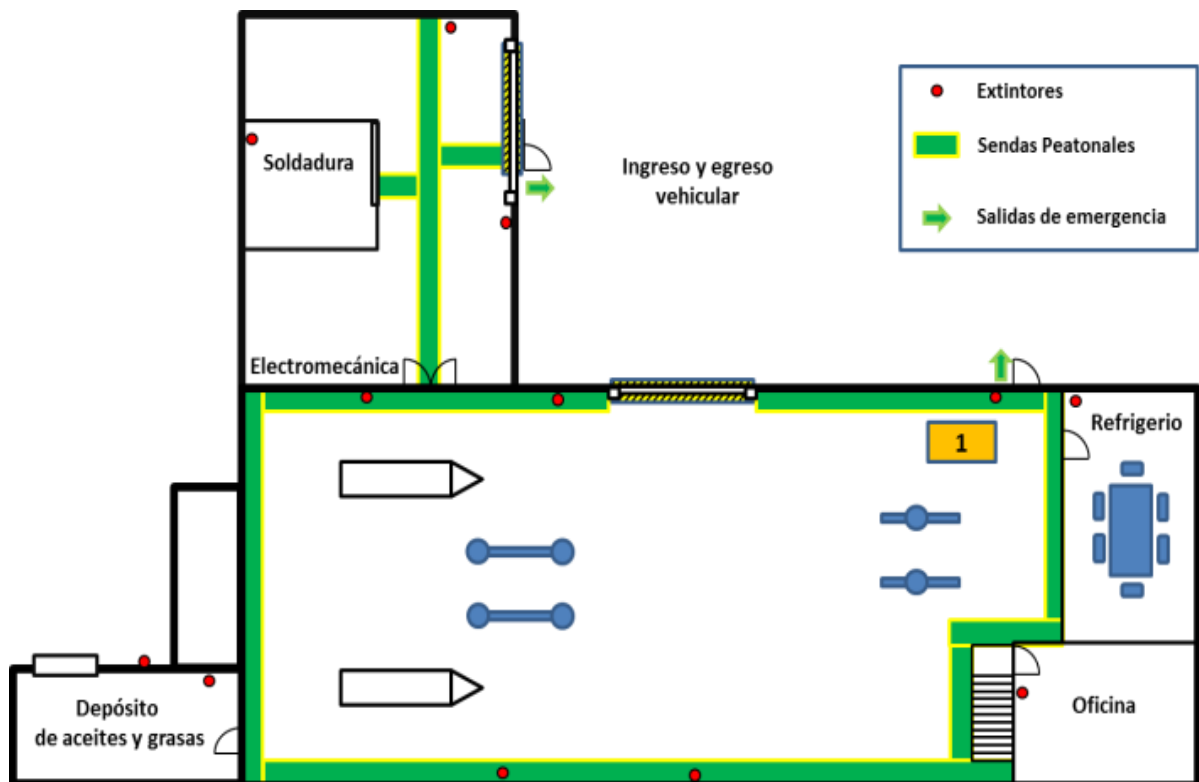 Extintores
Sendas Peatonales
Salidas de emergencia
Soldadura
Ingreso y egreso
vehicular
Electromecánica
1
Refrigerio
Depósito
de aceites y grasas
Oficina